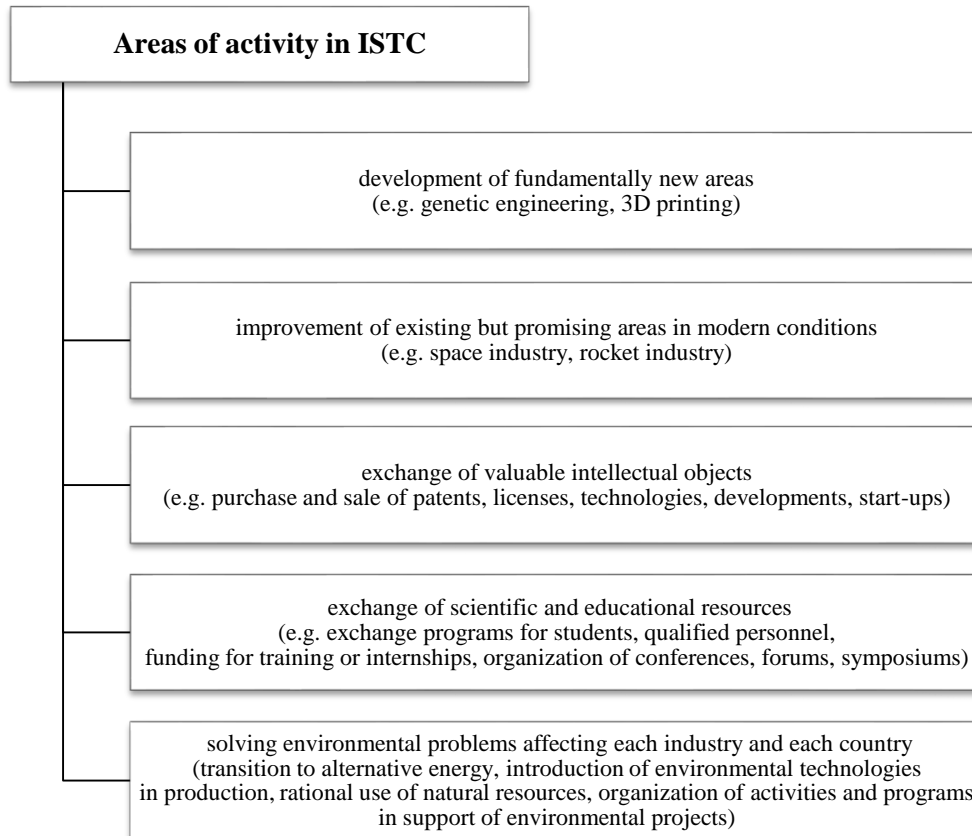 Areas of activity in ISTC
development of fundamentally new areas
(e.g. genetic engineering, 3D printing)
improvement of existing but promising areas in modern conditions
(e.g. space industry, rocket industry)
exchange of valuable intellectual objects
(e.g. purchase and sale of patents, licenses, technologies, developments, start-ups)
exchange of scientific and educational resources
(e.g. exchange programs for students, qualified personnel,
funding for training or internships, organization of conferences, forums, symposiums)
solving environmental problems affecting each industry and each country
(transition to alternative energy, introduction of environmental technologies
in production, rational use of natural resources, organization of activities and programs
in support of environmental projects)